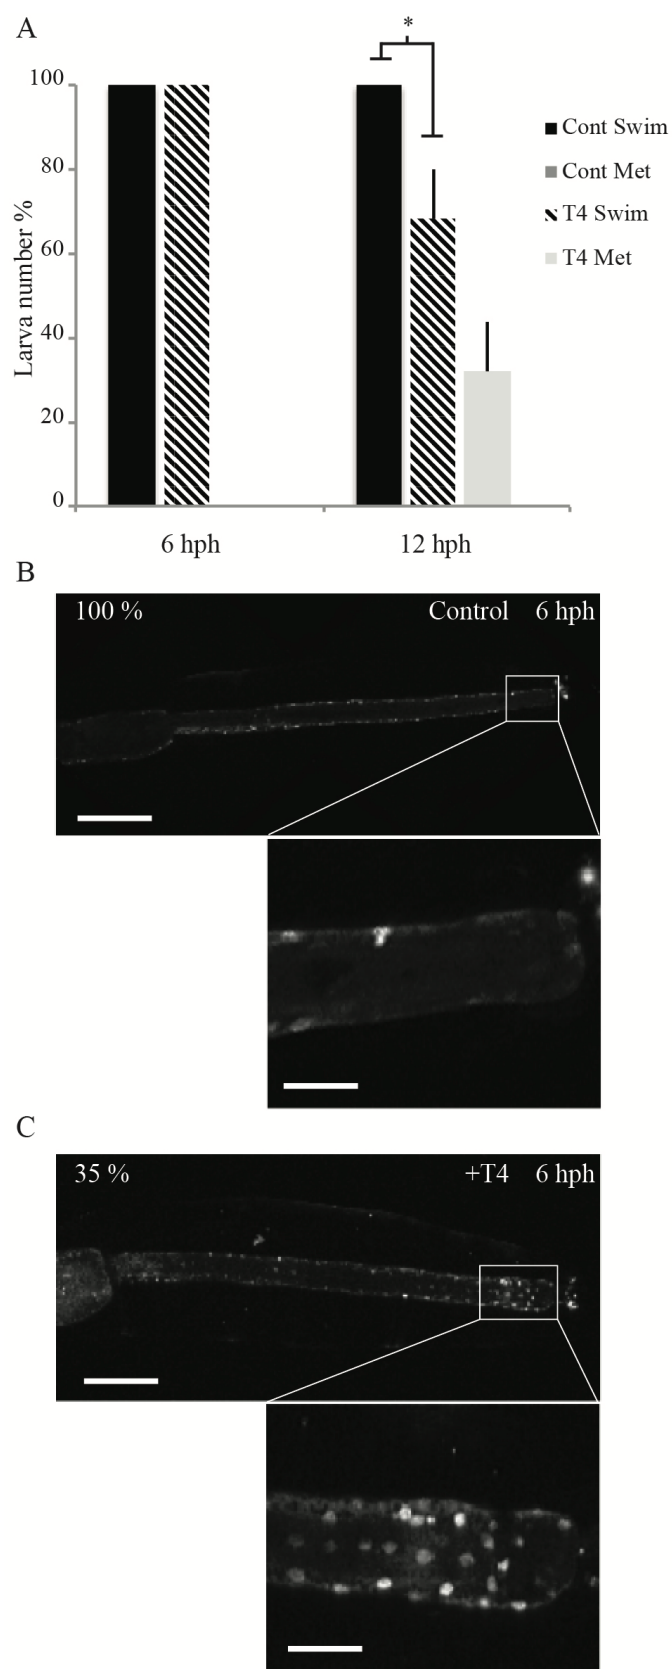 A
*
100
80
60
40
20
0
Larva number %
6 hph
12 hph
Cont Swim
Cont Met
T4 Swim
T4 Met
B
100 %
Control
6 hph
C
35 %
+T4
6 hph